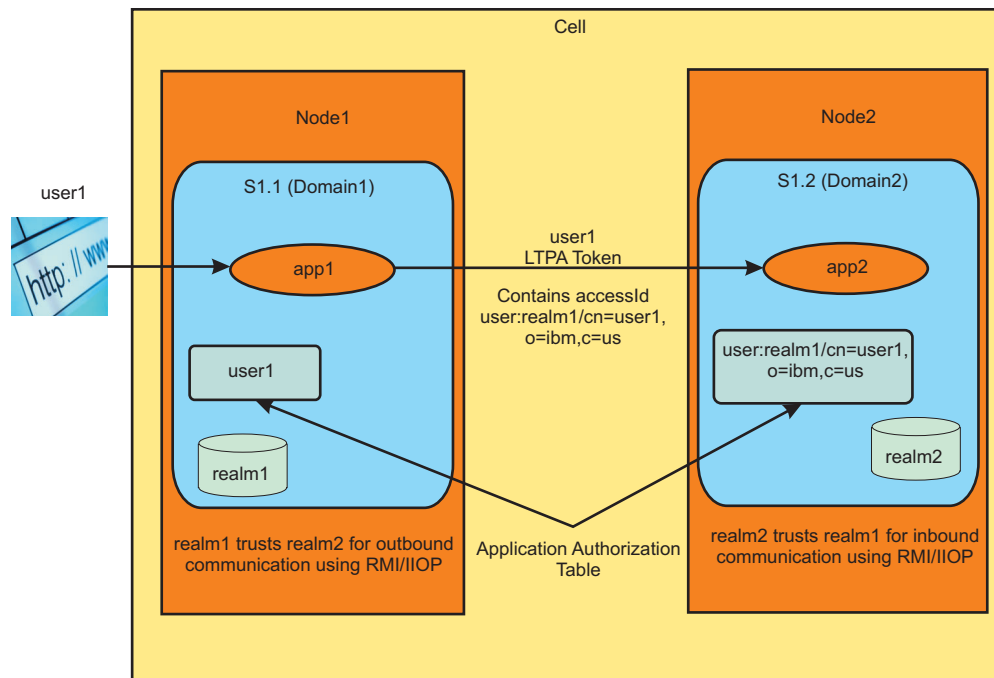 Cell
Node1
Node2
S1.1 (Domain1)
S1.2 (Domain2)
user1
http: // www
app1
user1
LTPA Token
app2
Contains accessId
user:realm1/cn=user1,
o=ibm,c=us
user1
user:realm1/cn=user1,
o=ibm,c=us
realm1
realm2
realm1 trusts realm2 for outbound
communication using RMI/IIOP
Application Authorization
Table
realm2 trusts realm1 for inbound
communication using RMI/IIOP